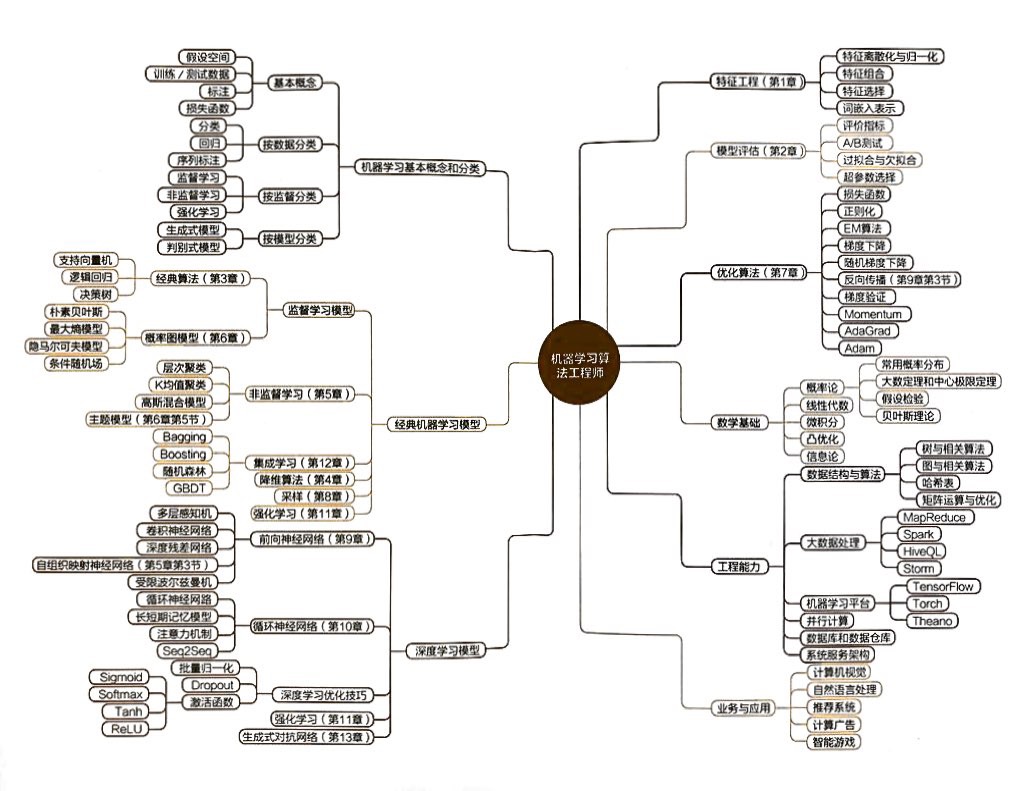 机器学习算
法工程师
机器学习基本概念和分类
基本概念
假设空间
训练／测试数据
标注
损失函数
按数据分类
分类
回归
序列标注
按监督分类
监督学习
非监督学习
强化学习
按模型分类
生成式模型
判别式模型
经典机器学习模型
监督学习模型
经典算法（第3章）
支持向量机
逻辑回归
决策树
概率图模型（第6章）
朴素贝叶斯
最大熵模型
隐马尔可夫模型
条件随机场
非监督学习（第5章）
层次聚类
K均值聚类
高斯混合模型
主题模型（第6章第5节）
集成学习（第12章）
Bagging
Boosting
随机森林
GBDT
降维算法（第4章）
采样（第8章）
强化学习（第11章）
深度学习模型
前向神经网络（第9章）
多层感知机
卷积神经网络
深度残差网络
自组织映射神经网络（第5章第3节）
受限波尔兹曼机
循环神经网络（第10章）
循环神经网路
长短期记忆模型
注意力机制
Seq2Seq
深度学习优化技巧
批量归一化
Dropout
激活函数
Sigmoid
Softmax
Tanh
ReLU
强化学习（第11章）
生成式对抗网络（第13章）
特征工程（第1章）
特征离散化与归一化
特征组合
特征选择
词嵌入表示
模型评估（第2章）
评价指标
A/B测试
过拟合与欠拟合
超参数选择
优化算法（第7章）
损失函数
正则化
EM算法
梯度下降
随机梯度下降
反向传播（第9章第3节）
梯度验证
Momentum
AdaGrad
Adam
数学基础
概率论
常用概率分布
大数定理和中心极限定理
假设检验
贝叶斯理论
线性代数
微积分
凸优化
信息论
工程能力
数据结构与算法
树与相关算法
图与相关算法
哈希表
矩阵运算与优化
大数据处理
MapReduce
Spark
HiveQL
Storm
机器学习平台
TensorFlow
Torch
Theano
并行计算
数据库和数据仓库
系统服务架构
业务与应用
计算机视觉
自然语言处理
推荐系统
计算广告
智能游戏